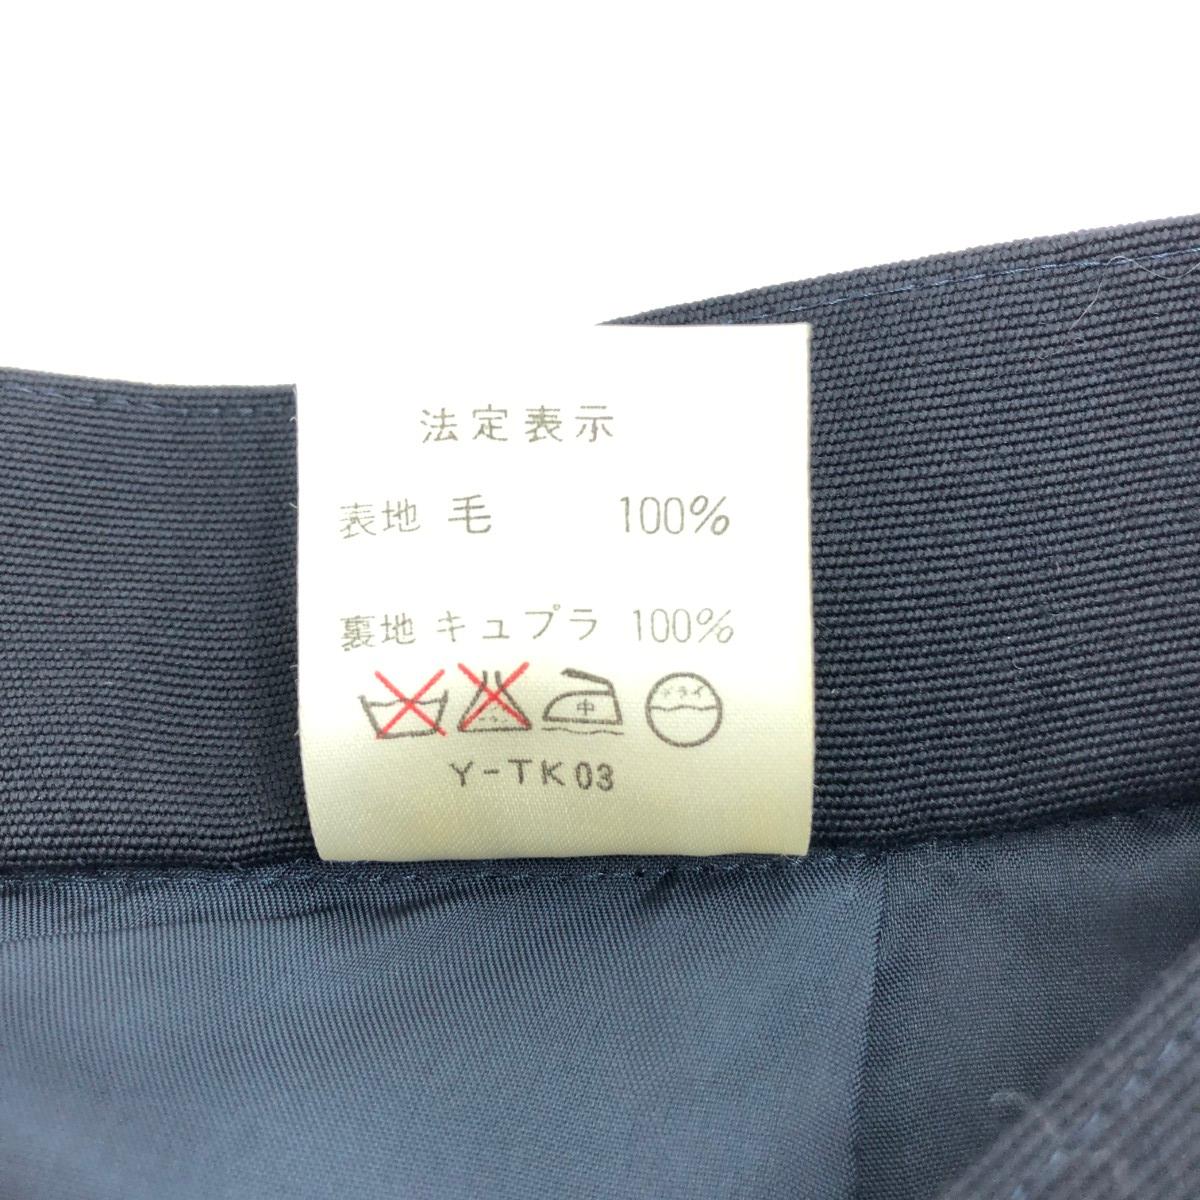 法定表示
表地 毛 100%
裏地 キュプラ 100%
中 ドライ
Y-TK03